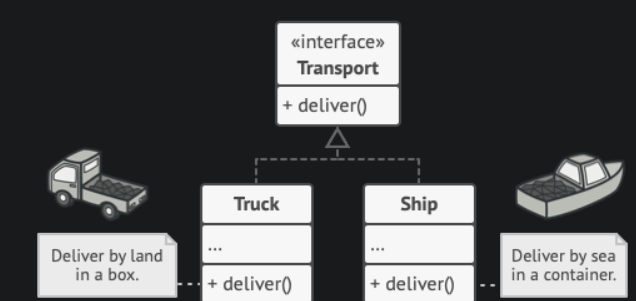 «interface»
Transport
+ deliver()
Truck
Ship
...
...
Deliver by land
in a box.
+ deliver()
+ deliver()
Deliver by sea
in a container.